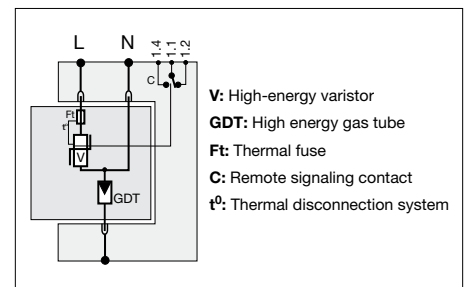 L N 1.4 1.1 1.2
C
Ft
t°
V
GDT
V: High-energy varistor
GDT: High energy gas tube
Ft: Thermal fuse
C: Remote signaling contact
t⁰: Thermal disconnection system